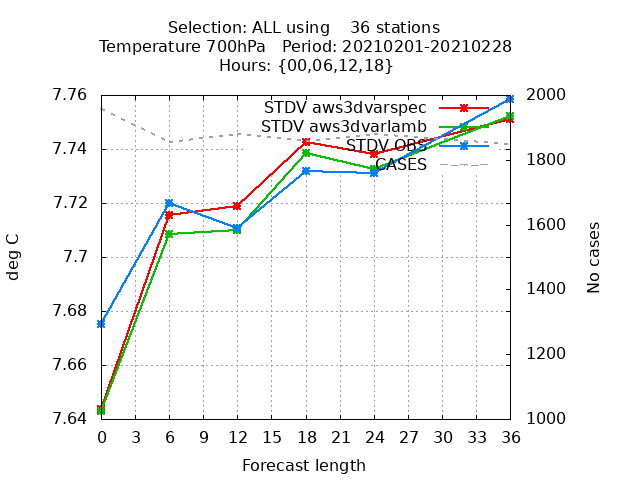 Selection: ALL using    36 stations
Temperature 700hPa   Period: 20210201-20210228
Hours: {00,06,12,18}
STDV aws3dvarspec
STDV aws3dvarlamb
STDV OBS
CASES
7.76
7.74
7.72
7.7
7.68
7.66
7.64
deg C
2000
1800
1600
1400
1200
1000
No cases
0 3 6 9 12 15 18 21 24 27 30 33 36
Forecast length